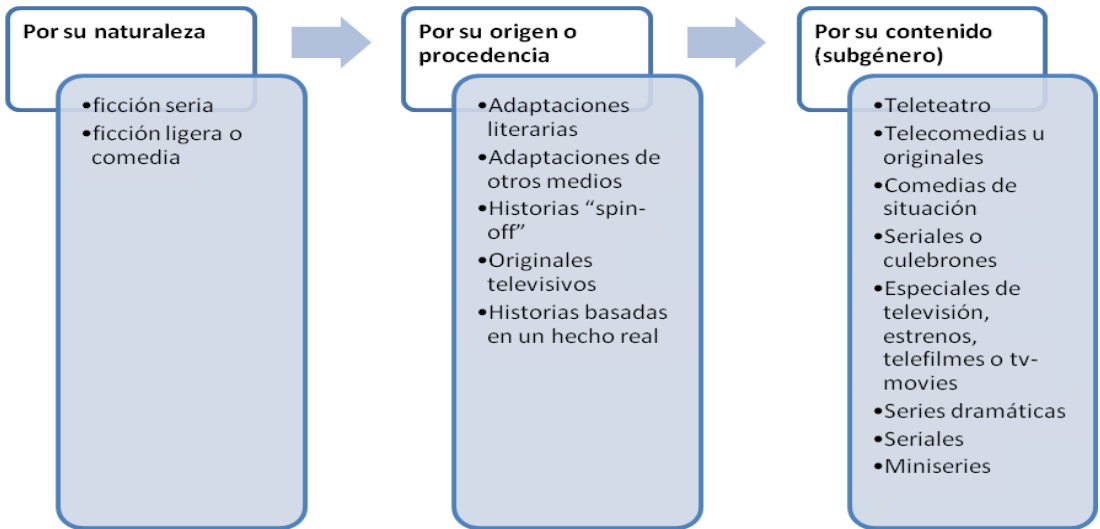 Por su naturaleza
•ficción seria
•ficción ligera o
comedia
Por su origen o
procedencia
•Adaptaciones
literarias
•Adaptaciones de
otros medios
•Historias “spin-
off”
•Originales
televisivos
•Historias basadas
en un hecho real
Por su contenido
(subgénero)
•Teleteatro
•Telecomedias u
originales
•Comedias de
situación
•Seriales o
culebrones
•Especiales de
televisión,
estrenos,
telefilmes o tv-
movies
•Series dramáticas
•Seriales
•Miniseries